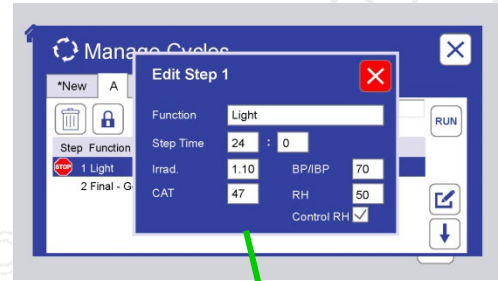 Manage Cycles
Edit Step 1
*New A
RUN
Function Light
Step Time 24 : 0
Irrad. 1.10 BP/IBP 70
CAT 47 RH 50
Control RH
Step Function
STOP 1 Light
2 Final - G